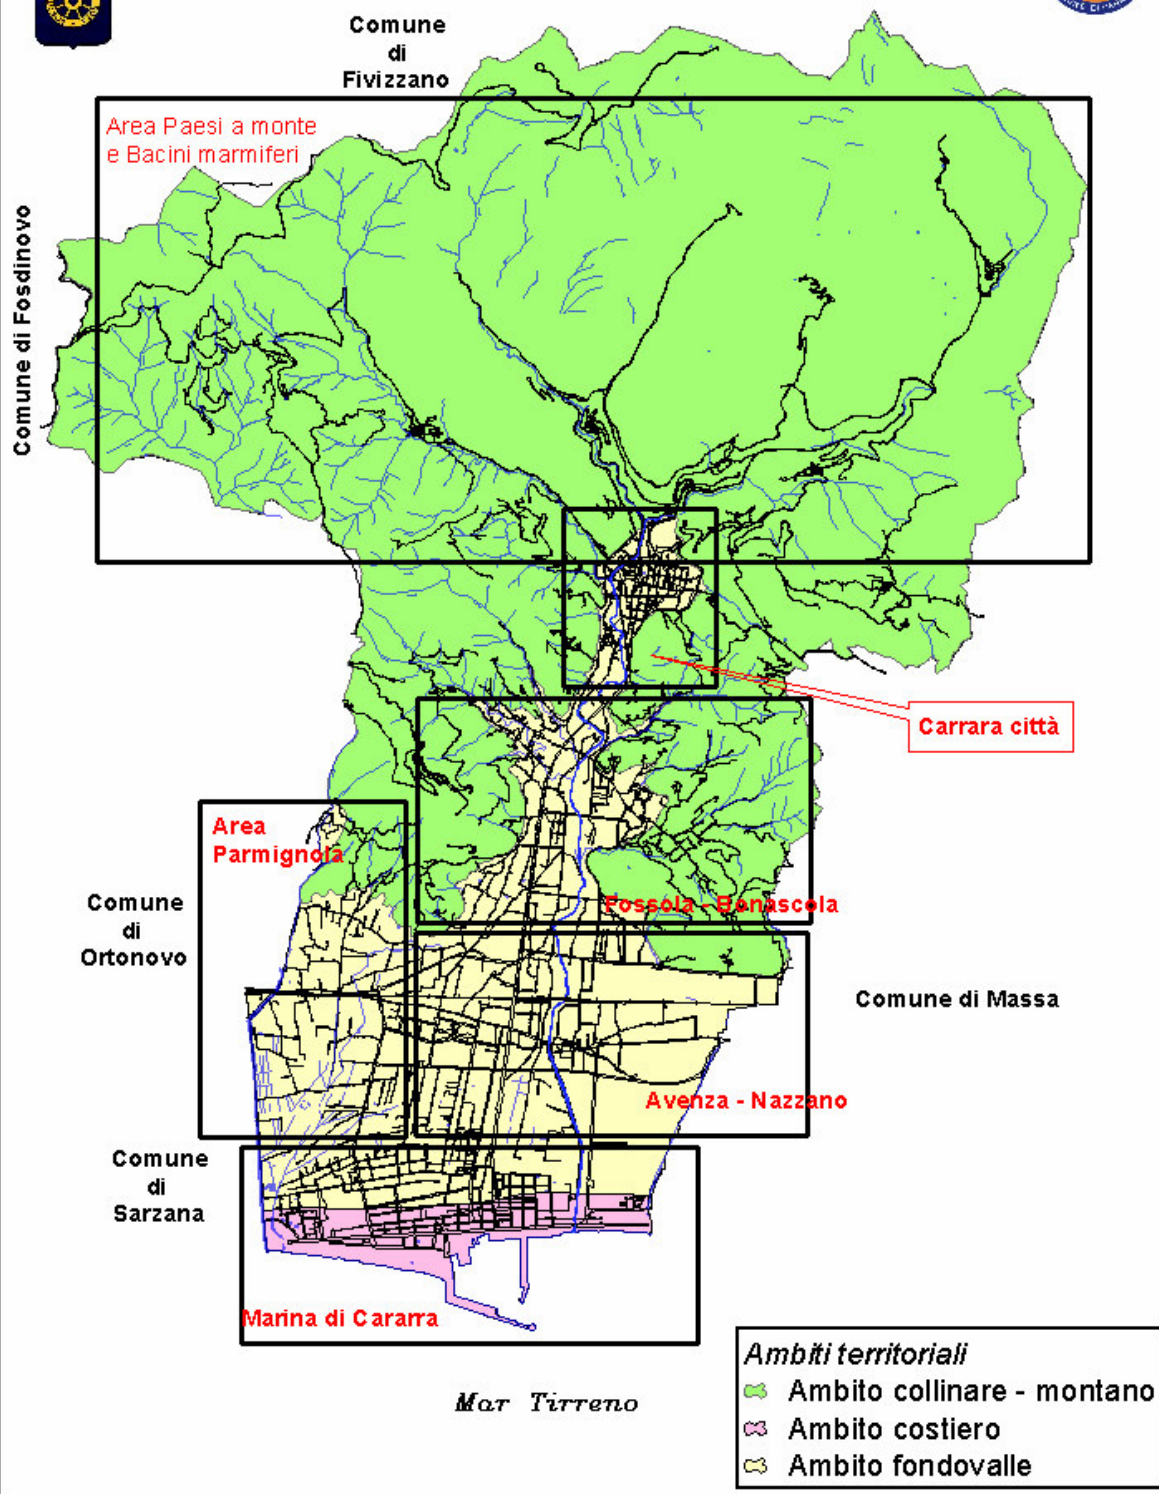 Comune
di
Fivizzano
Area Paesi a monte
e Bacini marmiferi
Comune di Fosdinovo
Carrara città
Area
Parmignola
Fossola - Bonascola
Comune
di
Ortonovo
Comune di Massa
Avenza - Nazzano
Comune
di
Sarzana
Marina di Cararra
Mar Tirreno
Ambiti territoriali
Ambito collinare - montano
Ambito costiero
Ambito fondovalle